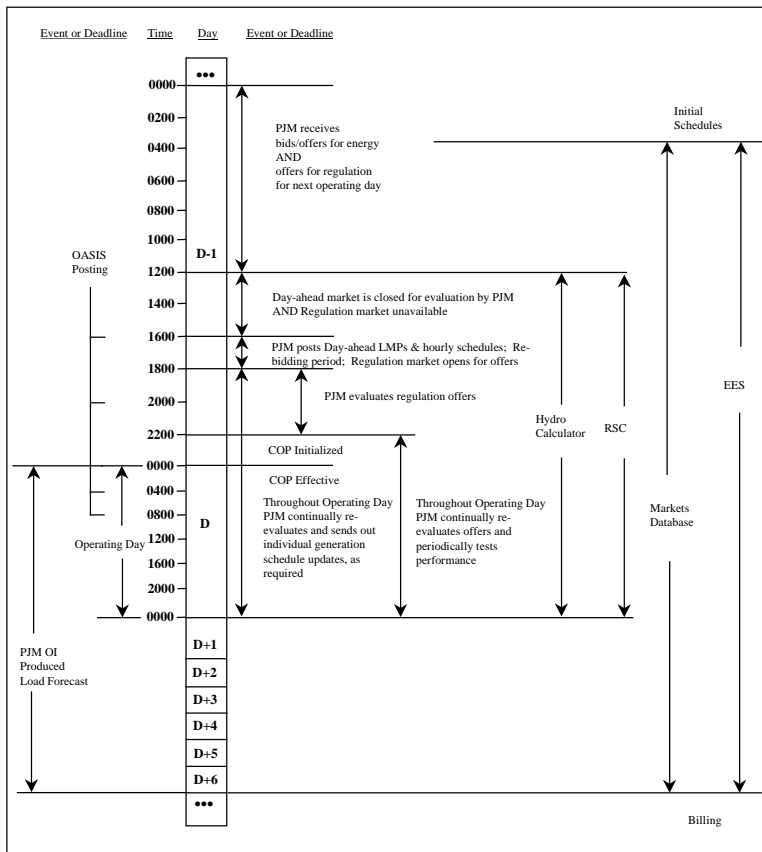 Event or Deadline Time Day Event or Deadline
•••
0000
0200
Initial
Schedules
PJM receives
bids/offers for energy
AND
offers for regulation
for next operating day
0400
0600
0800
1000
OASIS
Posting
D-1
1200
Day-ahead market is closed for evaluation by PJM
AND Regulation market unavailable
1400
1600
PJM posts Day-ahead LMPs & hourly schedules; Re-
bidding period; Regulation market opens for offers
1800
PJM evaluates regulation offers
2000
EES
Hydro
Calculator
RSC
2200
COP Initialized
0000
COP Effective
0400
Throughout Operating Day
PJM continually re-
evaluates and sends out
individual generation
schedule updates, as
required
Throughout Operating Day
PJM continually re-
evaluates offers and
periodically tests
performance
Markets
Database
0800
D
Operating Day
1200
1600
2000
0000
D+1
PJM OI
Produced
Load Forecast
D+2
D+3
D+4
D+5
D+6
•••
Billing